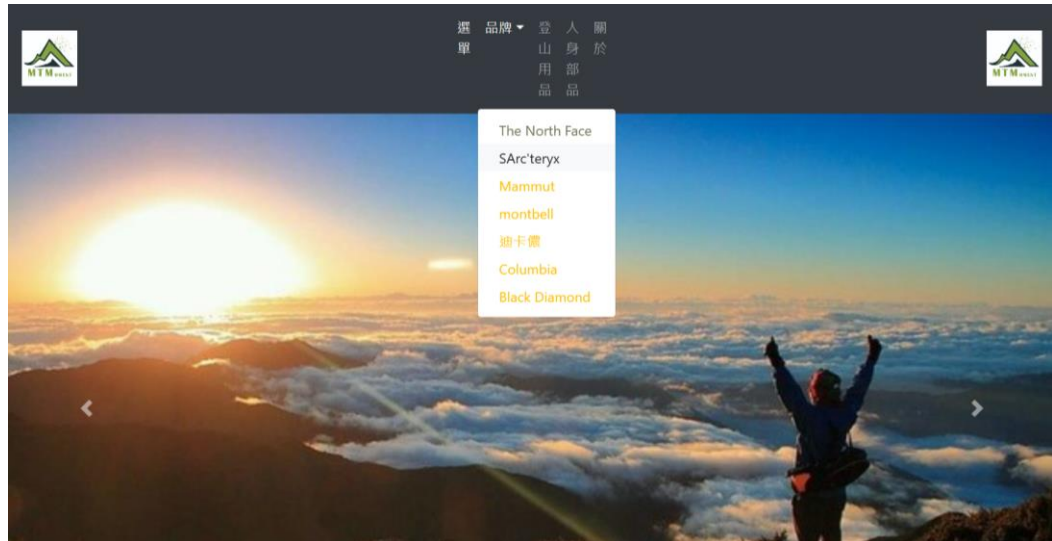 MTM
選單
品牌
登山用品
人身部品
關於
MTM
The North Face
SArc'teryx
Mammut
montbell
迪卡儂
Columbia
Black Diamond